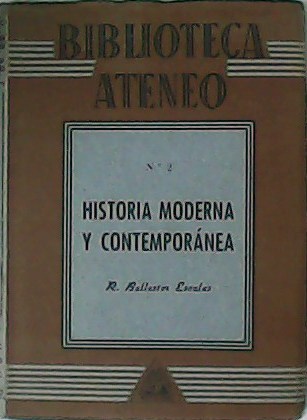 BIBLIOTECA
ATENEO
Nº 2
HISTORIA MODERNA
Y CONTEMPORÁNEA
R. Ballester Escalas